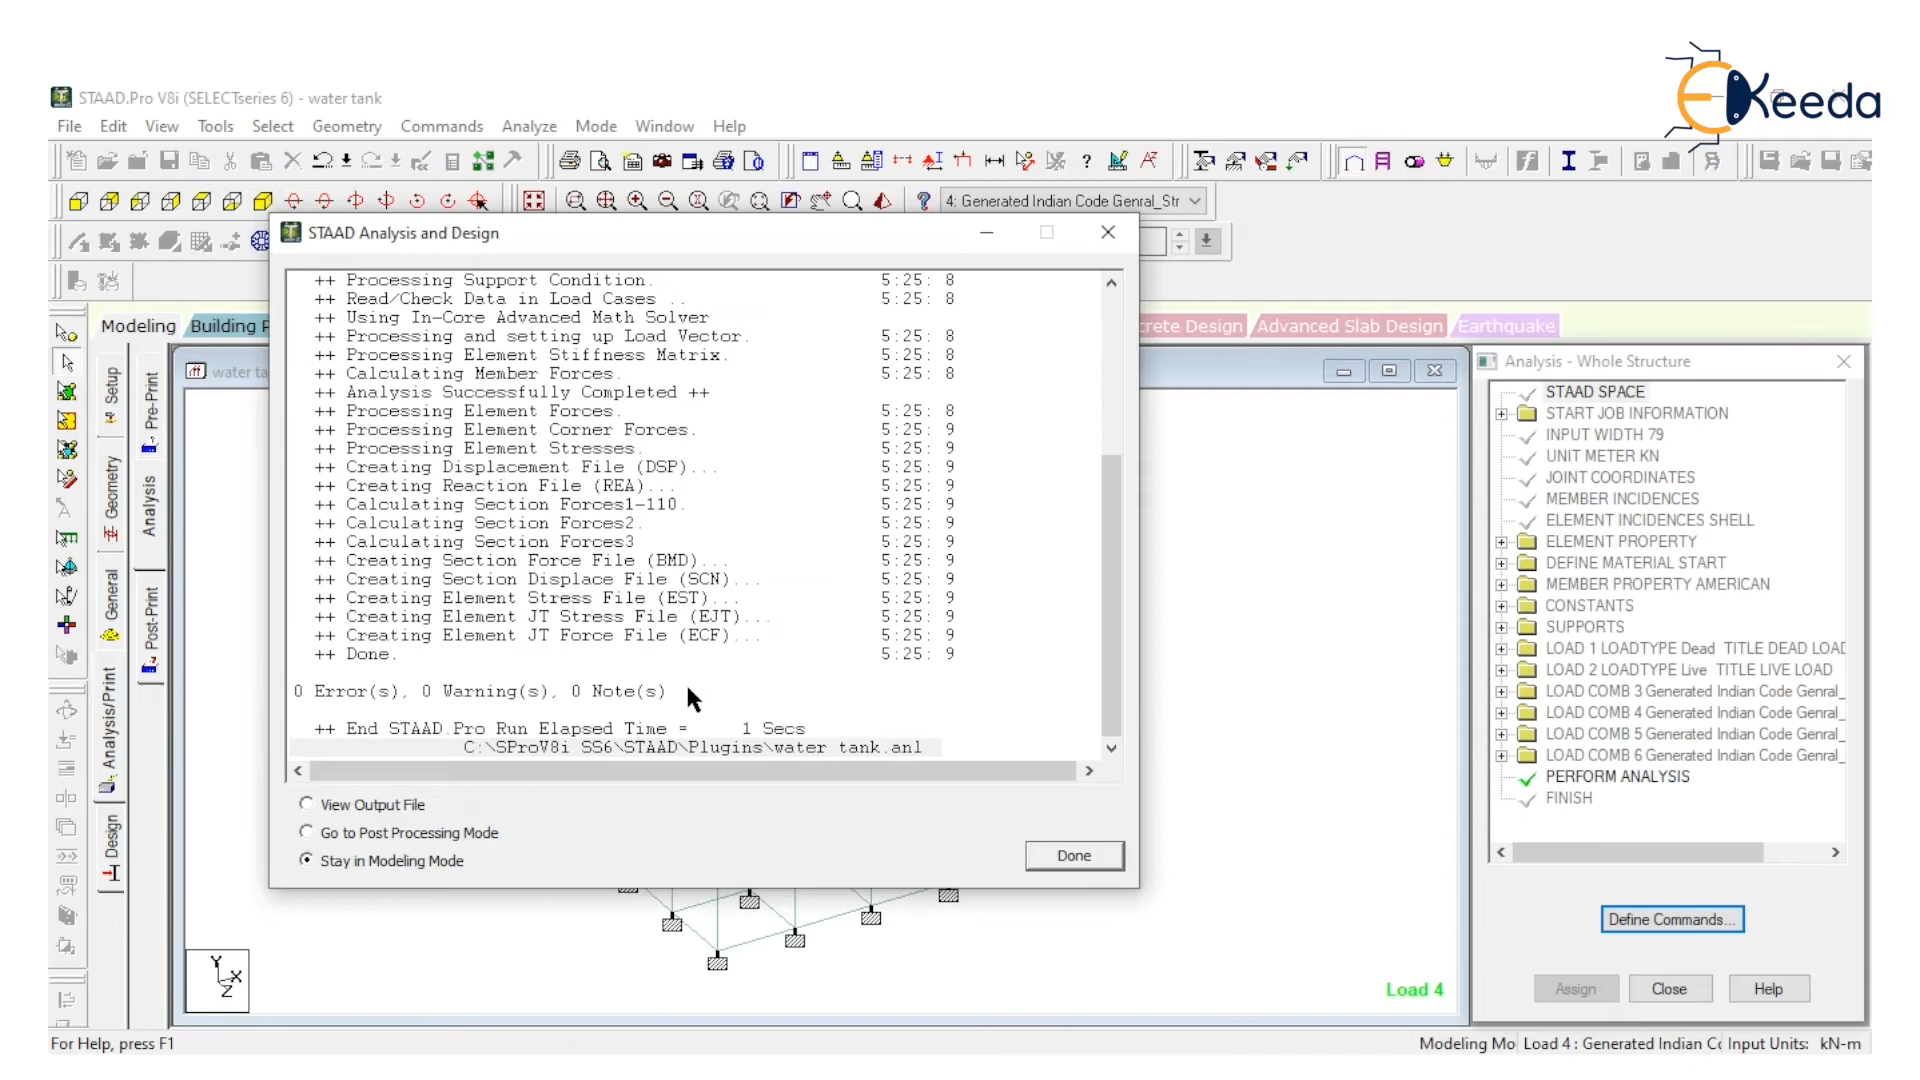 EKeeda
STAAD.Pro V8i (SELECTseries 6) - water tank
File Edit View Tools Select Geometry Commands Analyze Mode Window Help
4: Generated Indian Code Genral_Str
STAAD Analysis and Design
++ Processing Support Condition. 5:25: 8
++ Read/Check Data in Load Cases .. 5:25: 8
++ Using In-Core Advanced Math Solver
++ Processing and setting up Load Vector. 5:25: 8
++ Processing Element Stiffness Matrix. 5:25: 8
++ Calculating Member Forces. 5:25: 8
++ Analysis Successfully Completed ++
++ Processing Element Forces. 5:25: 8
++ Processing Element Corner Forces. 5:25: 9
++ Processing Element Stresses. 5:25: 9
++ Creating Displacement File (DSP)... 5:25: 9
++ Creating Reaction File (REA)... 5:25: 9
++ Calculating Section Forces1-110. 5:25: 9
++ Calculating Section Forces2. 5:25: 9
++ Calculating Section Forces3 5:25: 9
++ Creating Section Force File (BMD)... 5:25: 9
++ Creating Section Displace File (SCN)... 5:25: 9
++ Creating Element Stress File (EST)... 5:25: 9
++ Creating Element JT Stress File (EJT)... 5:25: 9
++ Creating Element JT Force File (ECF)... 5:25: 9
++ Done. 5:25: 9
0 Error(s), 0 Warning(s), 0 Note(s)
++ End STAAD.Pro Run Elapsed Time = 1 Secs
C:\SProV8i SS6\STAAD\Plugins\water tank.anl
View Output File
Go to Post Processing Mode
Stay in Modeling Mode
Done
Modeling Building P
crete Design Advanced Slab Design Earthquake
water ta
Setup
Geometry
General
Analysis/Print
Design
Pre-Print
Analysis
Post-Print
Y
X
Z
Load 4
Analysis - Whole Structure
STAAD SPACE
START JOB INFORMATION
INPUT WIDTH 79
UNIT METER KN
JOINT COORDINATES
MEMBER INCIDENCES
ELEMENT INCIDENCES SHELL
ELEMENT PROPERTY
DEFINE MATERIAL START
MEMBER PROPERTY AMERICAN
CONSTANTS
SUPPORTS
LOAD 1 LOADTYPE Dead TITLE DEAD LOAD
LOAD 2 LOADTYPE Live TITLE LIVE LOAD
LOAD COMB 3 Generated Indian Code Genral_
LOAD COMB 4 Generated Indian Code Genral_
LOAD COMB 5 Generated Indian Code Genral_
LOAD COMB 6 Generated Indian Code Genral_
PERFORM ANALYSIS
FINISH
Define Commands...
Assign Close Help
For Help, press F1
Modeling Mo Load 4 : Generated Indian Co Input Units: kN-m